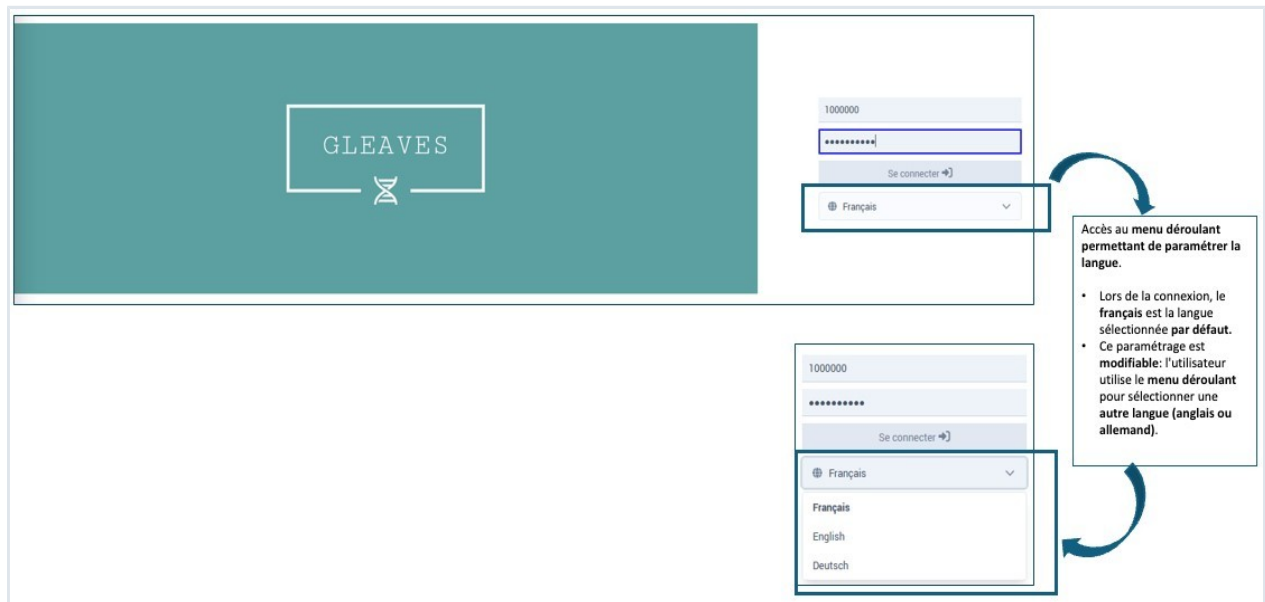 GLEAVES
1000000
••••••••••
Se connecter
Français
Accès au menu déroulant
permettant de paramétrer la
langue.
• Lors de la connexion, le
français est la langue
sélectionnée par défaut.
• Ce paramétrage est
modifiable: l'utilisateur
utilise le menu déroulant
pour sélectionner une
autre langue (anglais ou
allemand).
1000000
••••••••••
Se connecter
Français
Français
English
Deutsch